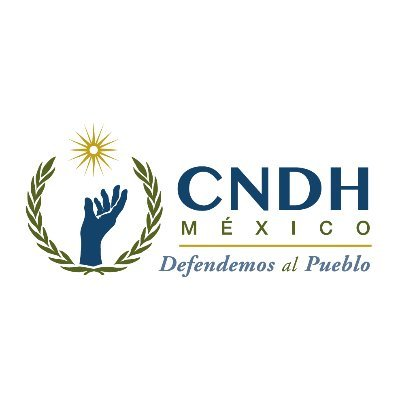 CNDH
MÉXICO
Defendemos al Pueblo